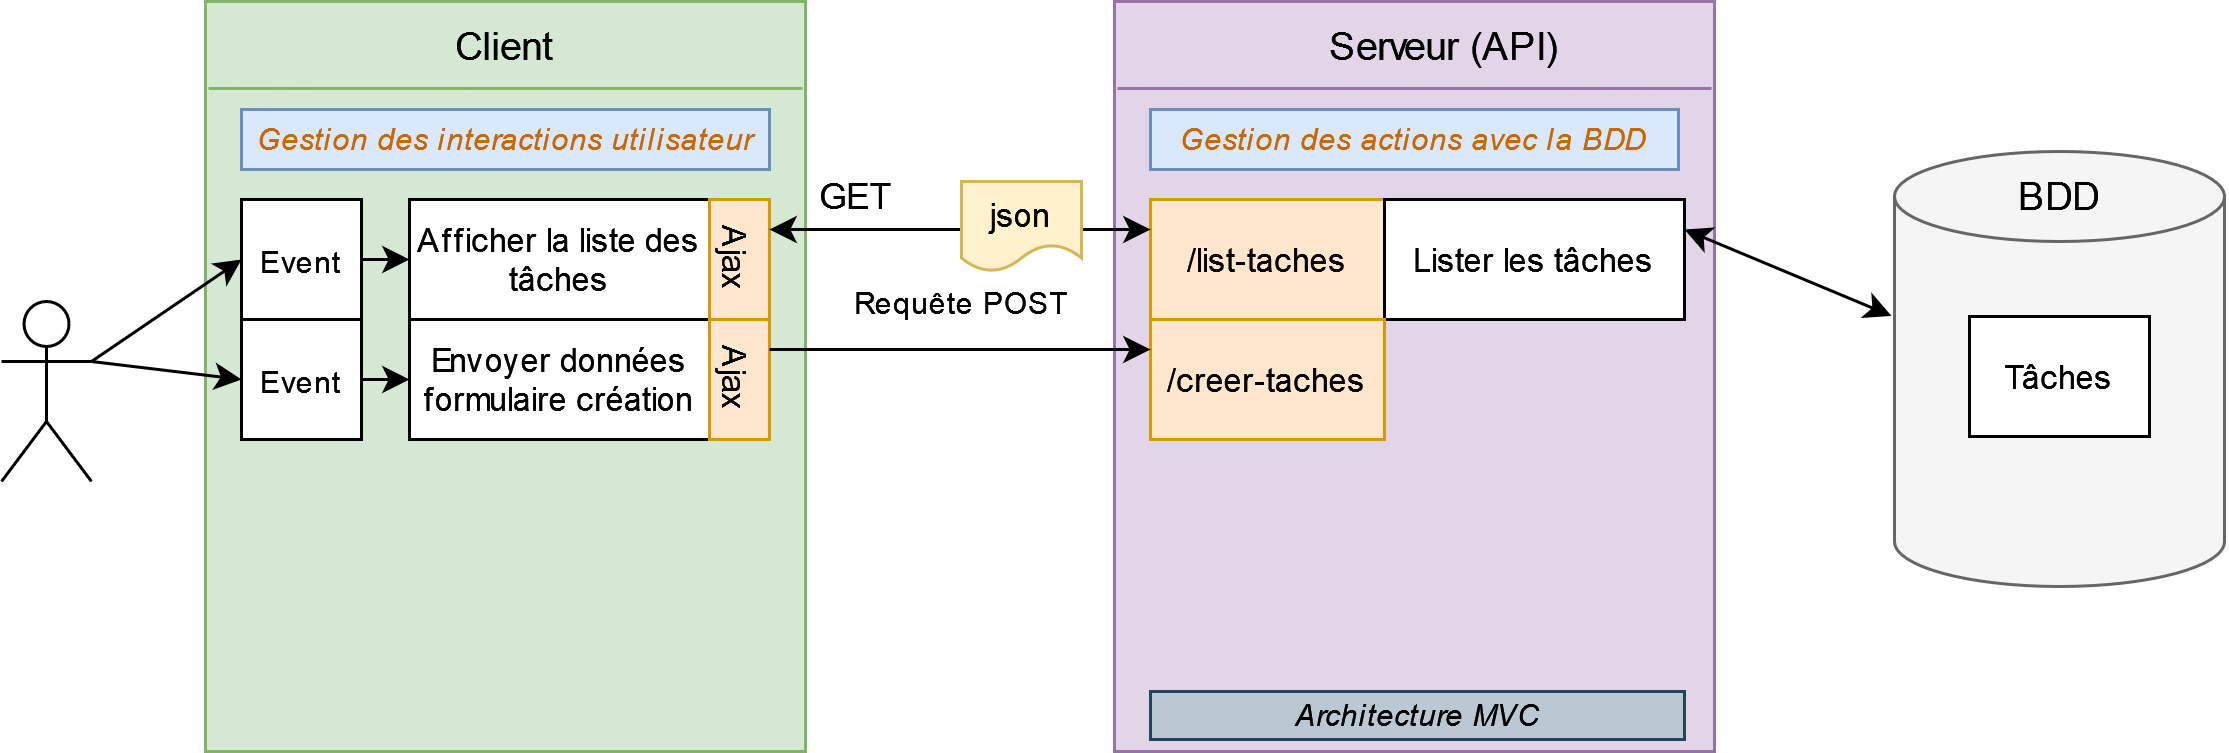 Client
Gestion des interactions utilisateur
Event
Afficher la liste des
tâches
Ajax
Event
Envoyer données
formulaire création
Ajax
GET
json
Requête POST
Serveur (API)
Gestion des actions avec la BDD
/list-taches
Lister les tâches
/creer-taches
Architecture MVC
BDD
Tâches